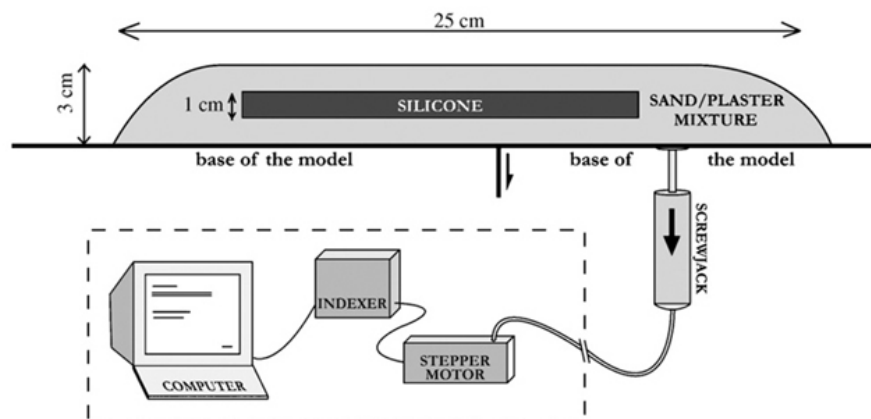 25 cm
3 cm
1 cm
SILICONE
SAND/PLASTER
MIXTURE
base of the model
base of the model
SCREWJACK
INDEXER
STEPPER
MOTOR
COMPUTER